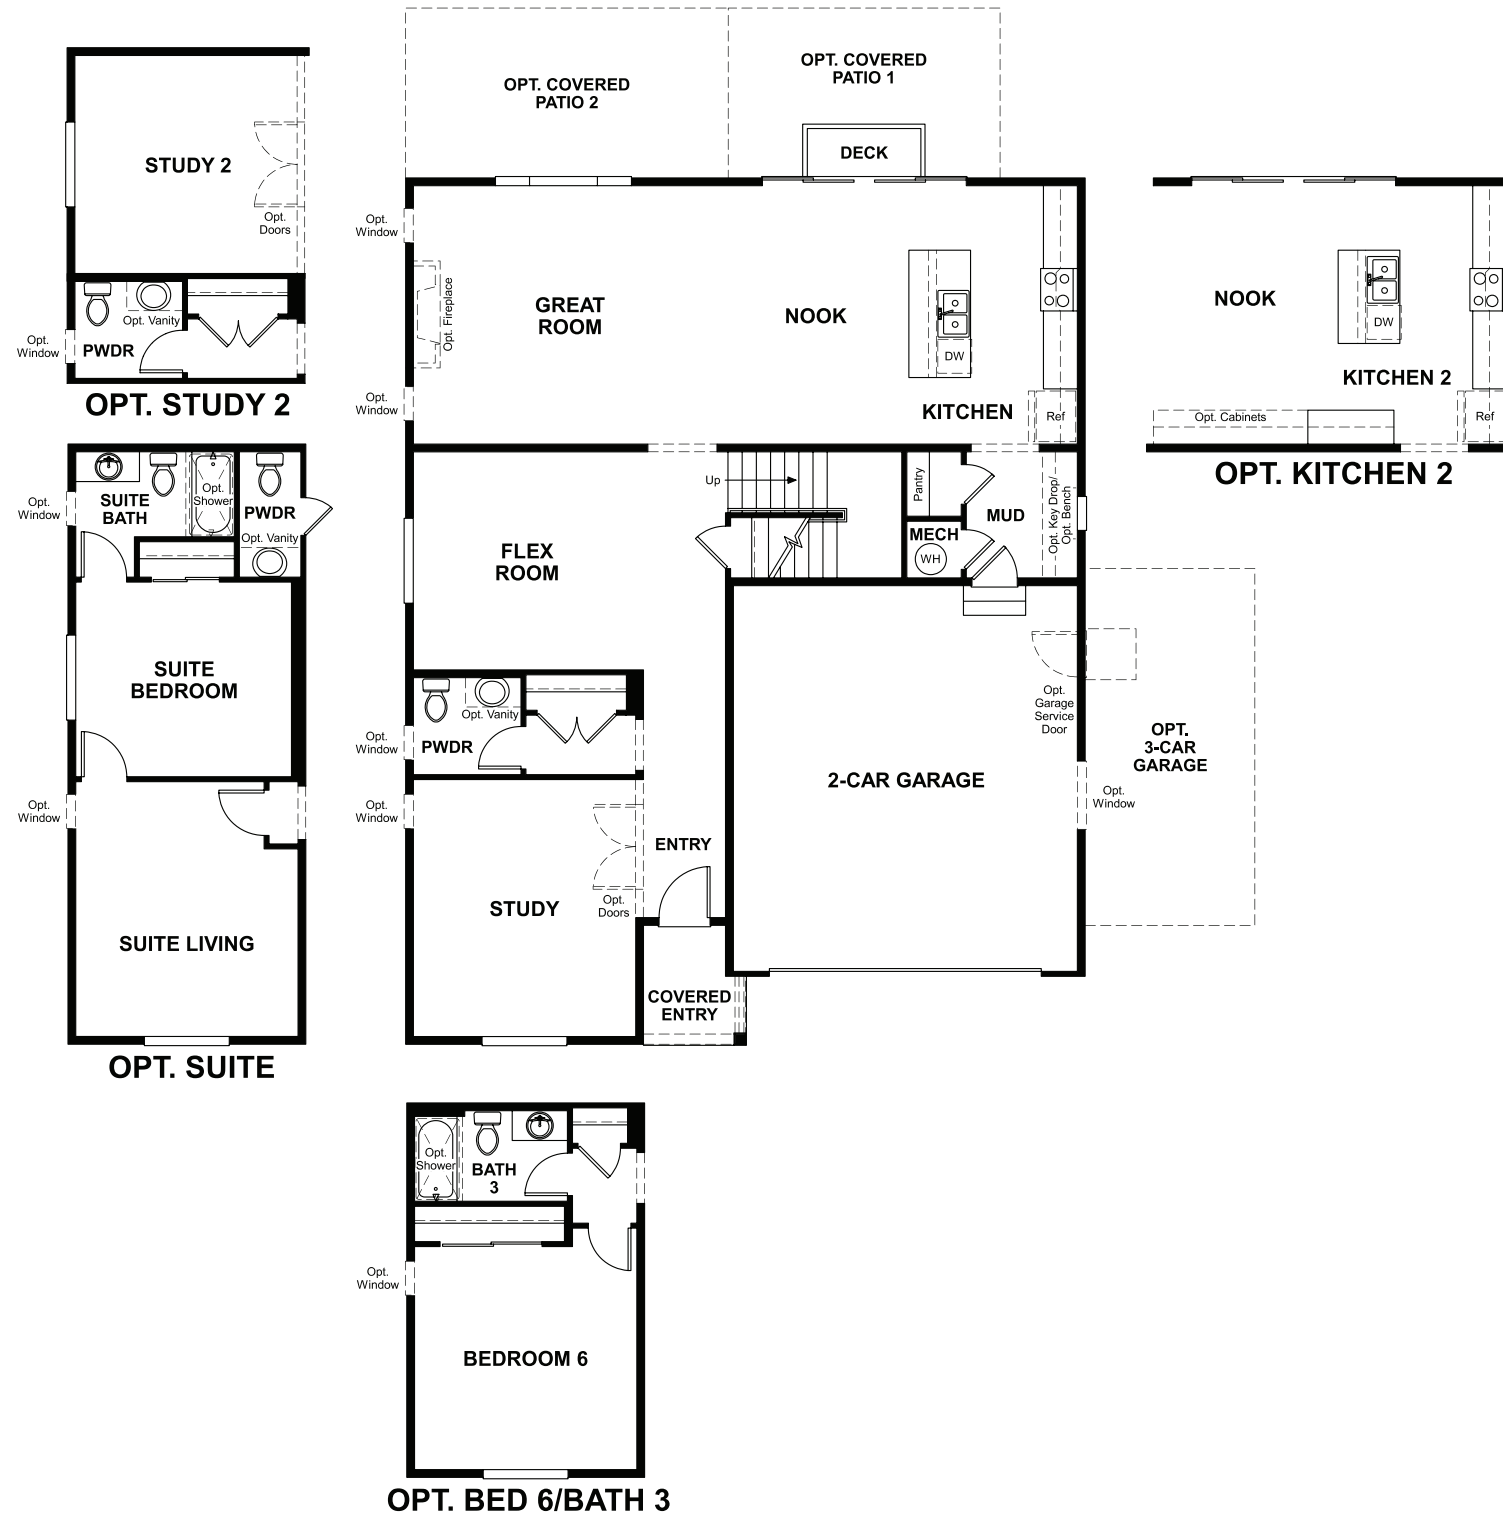 OPT. COVERED
PATIO 2
OPT. COVERED
PATIO 1
DECK
STUDY 2
Opt.
Doors
Opt. Vanity
Opt.
Window
PWDR
OPT. STUDY 2
Opt.
Window
Opt. Fireplace
GREAT
ROOM
NOOK
DW
Opt.
Window
KITCHEN
Ref
NOOK
DW
KITCHEN 2
Opt. Cabinets
Ref
OPT. KITCHEN 2
Opt.
Window
SUITE
BATH
Opt.
Shower
PWDR
Opt. Vanity
SUITE
BEDROOM
Opt.
Window
SUITE LIVING
OPT. SUITE
Up
Pantry
MUD
Opt. Key Drop/
Opt. Bench
MECH
WH
FLEX
ROOM
Opt. Vanity
Opt.
Window
PWDR
Opt.
Window
Opt.
Garage
Service
Door
OPT.
3-CAR
GARAGE
2-CAR GARAGE
Opt.
Window
ENTRY
STUDY
Opt.
Doors
COVERED
ENTRY
Opt.
Shower
BATH
3
Opt.
Window
BEDROOM 6
OPT. BED 6/BATH 3